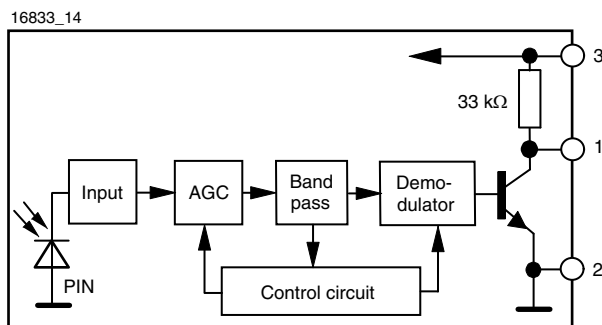 16833_14
3
33 kΩ
1
Input
AGC
Band
pass
Demo-
dulator
2
PIN
Control circuit